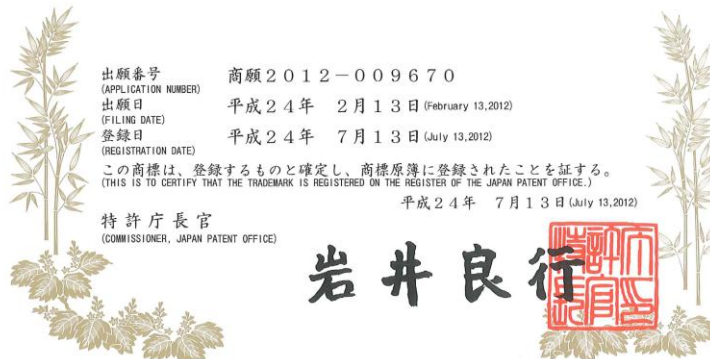 出願番号 商願2012-009670
(APPLICATION NUMBER)
出願日 平成24年 2月13日(February 13,2012)
(FILING DATE)
登録日 平成24年 7月13日(July 13,2012)
(REGISTRATION DATE)
この商標は、登録するものと確定し、商標原簿に登録されたことを証する。
(THIS IS TO CERTIFY THAT THE TRADEMARK IS REGISTERED ON THE REGISTER OF THE JAPAN PATENT OFFICE.)
平成24年 7月13日(July 13,2012)
特許庁長官
(COMMISSIONER, JAPAN PATENT OFFICE)
岩井良行